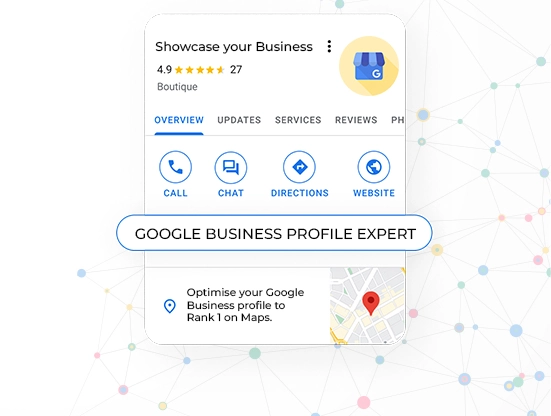 Showcase your Business
4.9 27
Boutique
OVERVIEW UPDATES SERVICES REVIEWS PH
CALL CHAT DIRECTIONS WEBSITE
GOOGLE BUSINESS PROFILE EXPERT
Optimise your Google
Business profile to
Rank 1 on Maps.
G